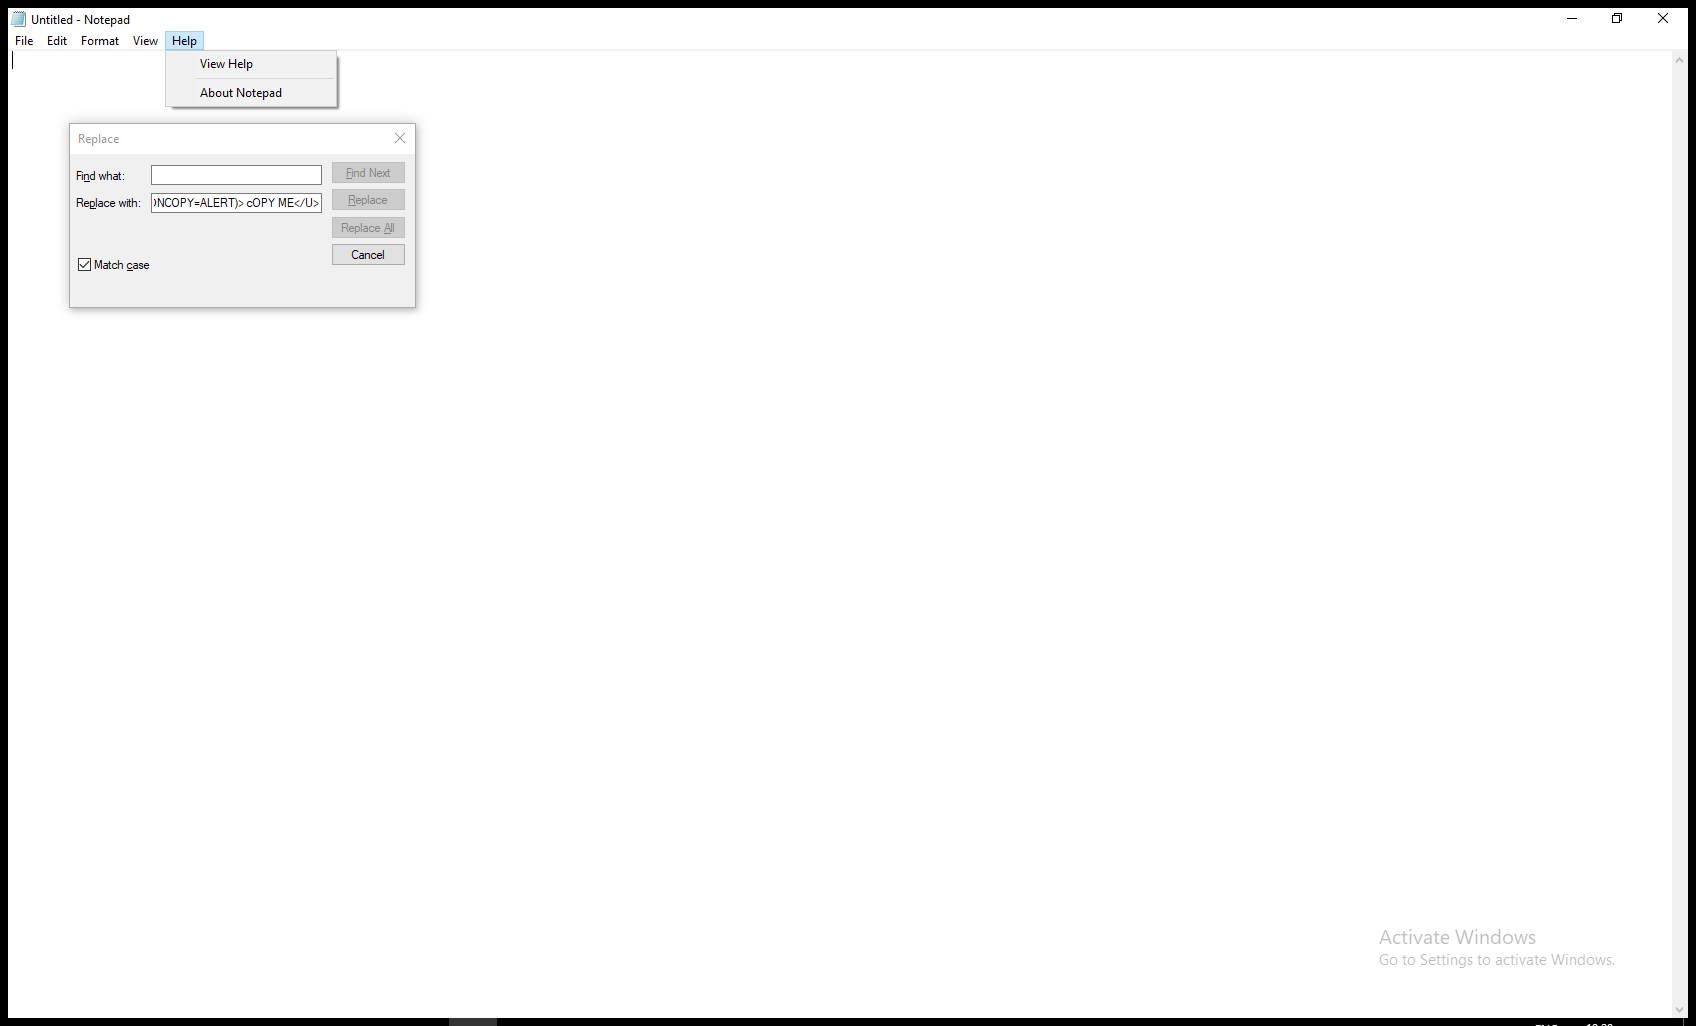 Untitled - Notepad
File Edit Format View Help
View Help
About Notepad
Replace
Find what:
Find Next
Replace with:
NCOPY=ALERT)> cOPY ME</U>
Replace
Replace All
Cancel
Match case
Activate Windows
Go to Settings to activate Windows.